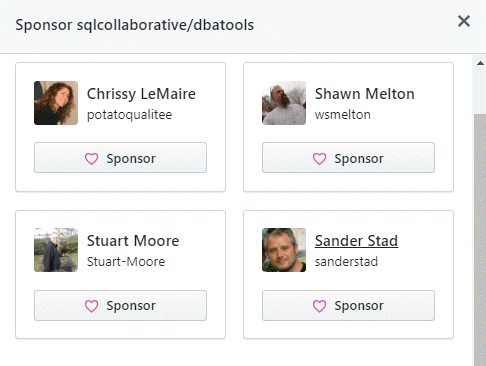 Sponsor sqlcollaborative/dbatools
Chrissy LeMaire
potatoqualitee
Sponsor
Shawn Melton
wsmelton
Sponsor
Stuart Moore
Stuart-Moore
Sponsor
Sander Stad
sanderstad
Sponsor